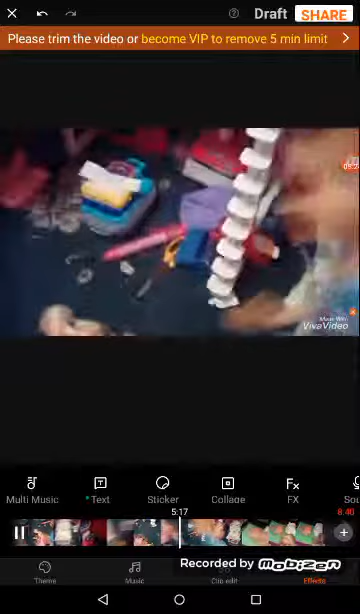 Draft SHARE
Please trim the video or become VIP to remove 5 min limit
Made With
VivaVideo
Multi Music Text Sticker Collage FX Sou
5:17 8:40
Recorded by MOBIZEN
Theme Music Clip edit Effects